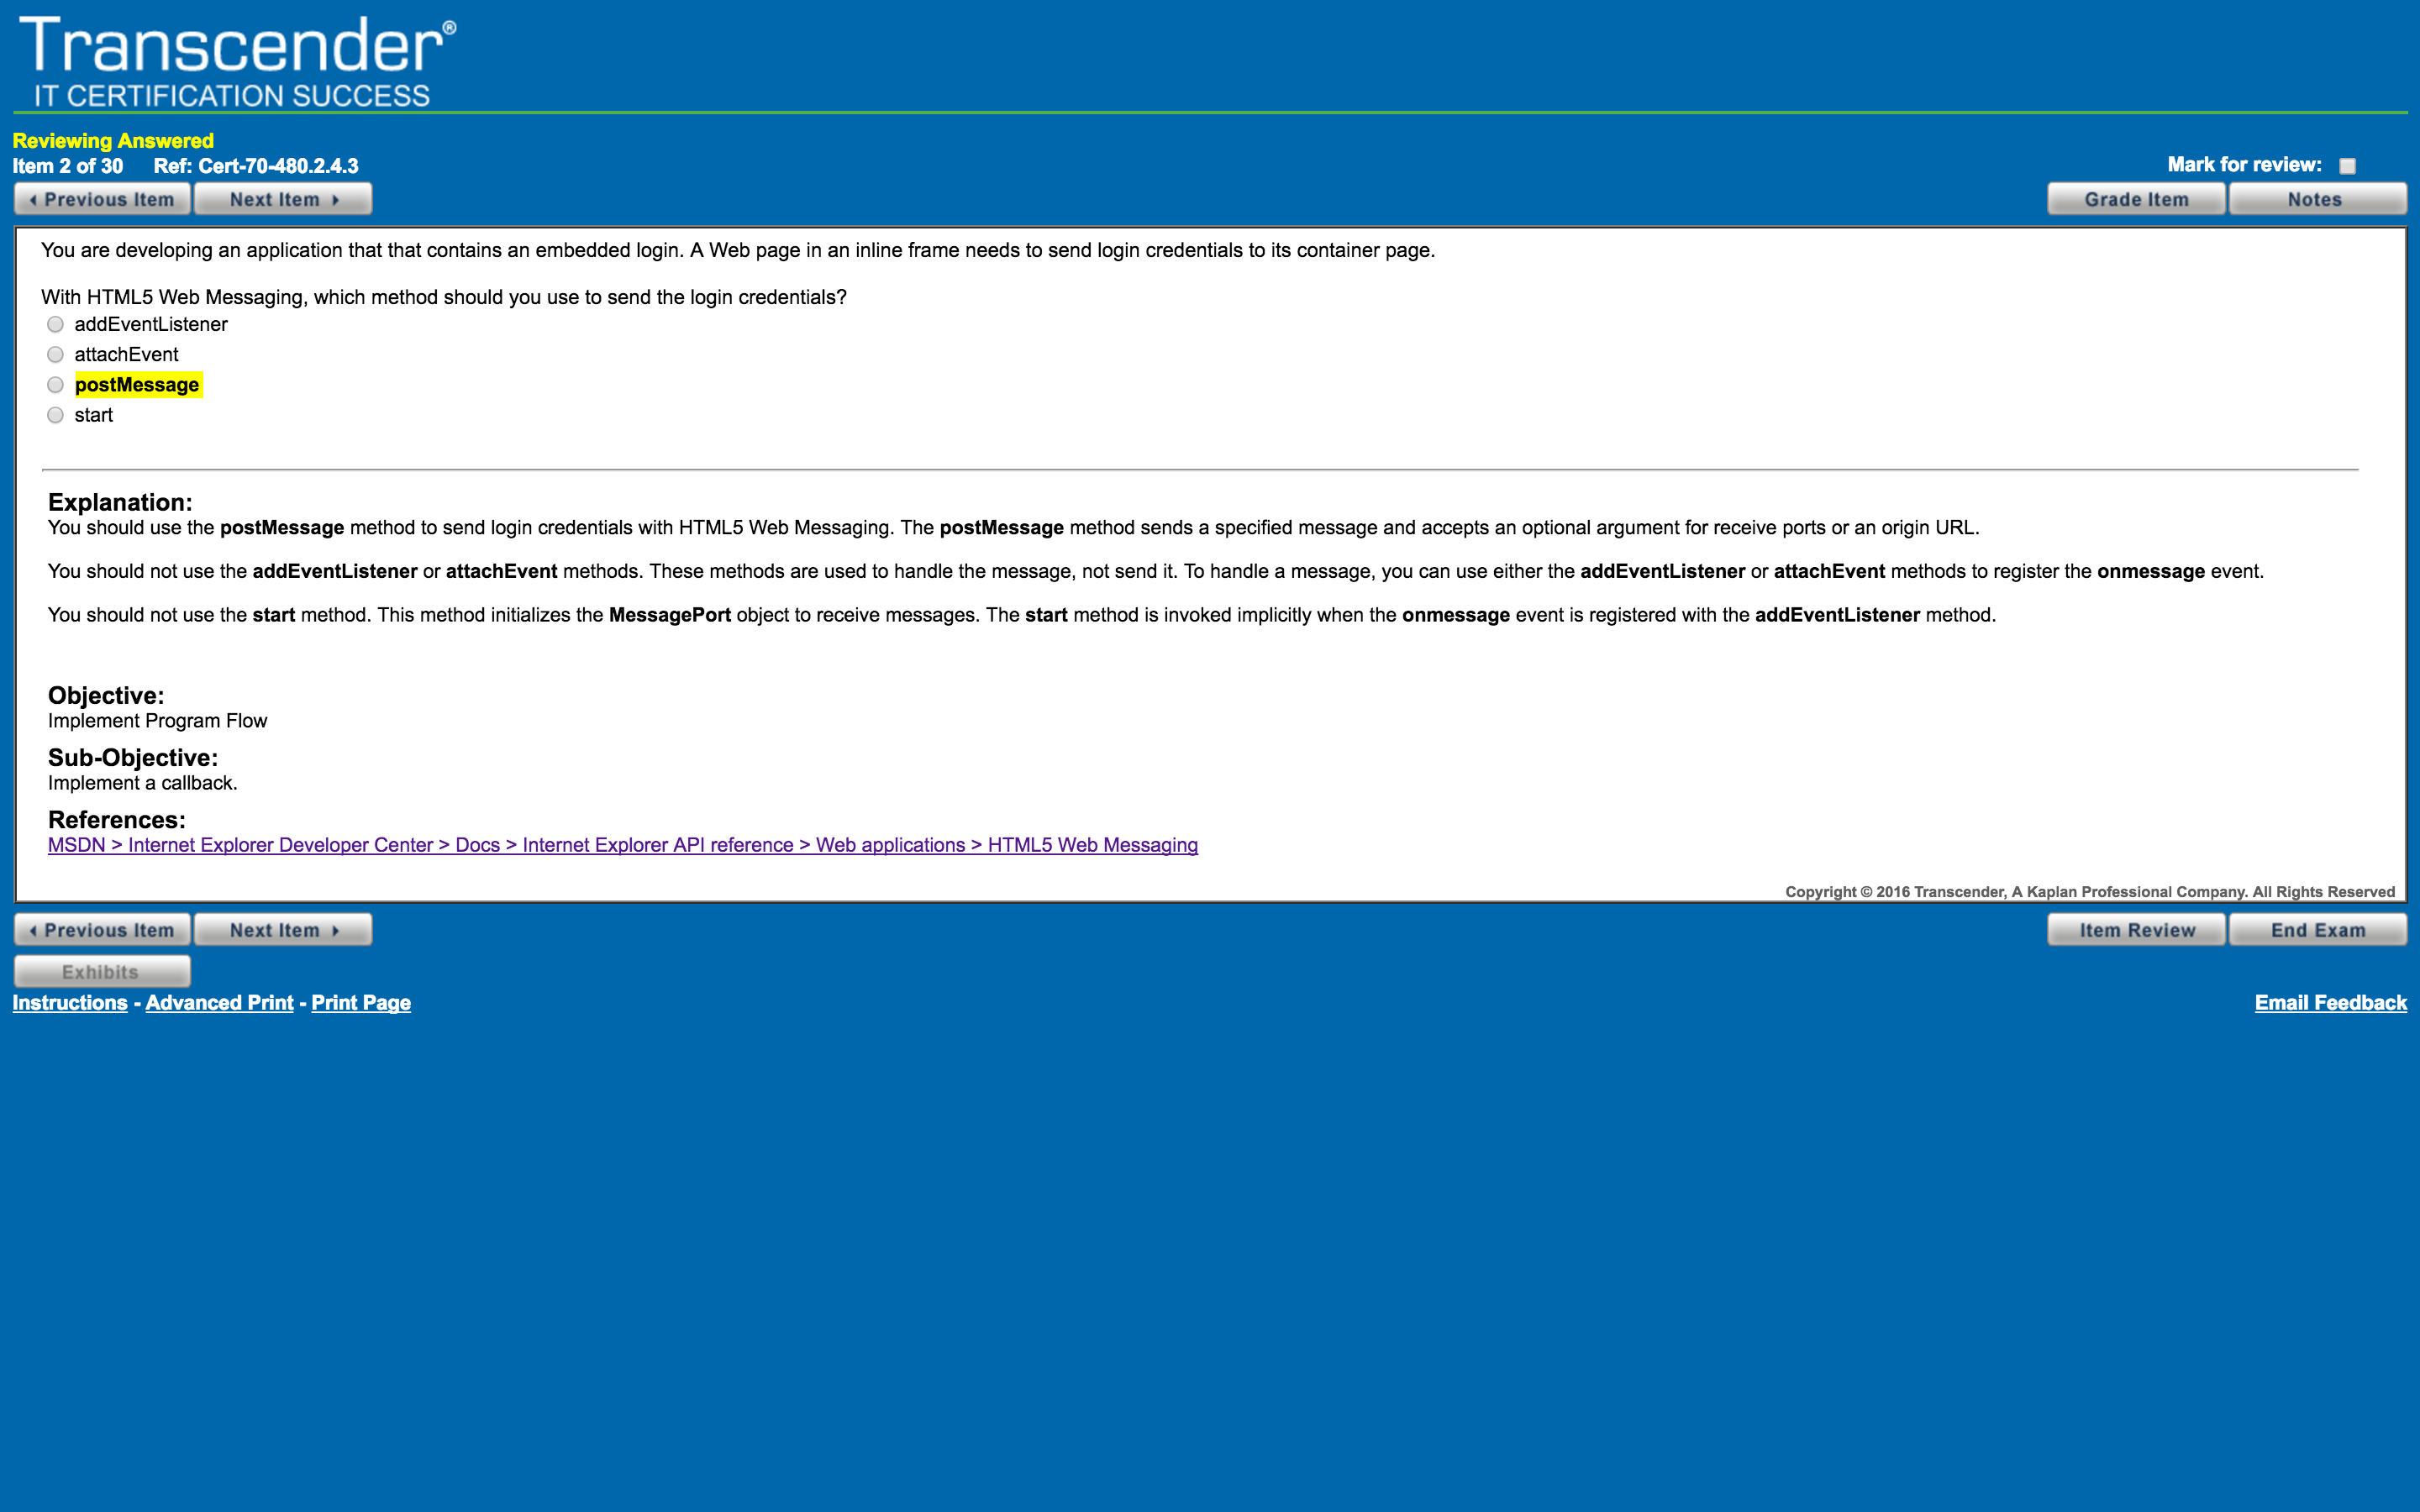 Transcender®
IT CERTIFICATION SUCCESS
Reviewing Answered
Item 2 of 30 Ref: Cert-70-480.2.4.3
Mark for review:
Previous Item Next Item Grade Item Notes
You are developing an application that that contains an embedded login. A Web page in an inline frame needs to send login credentials to its container page.
With HTML5 Web Messaging, which method should you use to send the login credentials?
addEventListener
attachEvent
postMessage
start
Explanation:
You should use the postMessage method to send login credentials with HTML5 Web Messaging. The postMessage method sends a specified message and accepts an optional argument for receive ports or an origin URL.
You should not use the addEventListener or attachEvent methods. These methods are used to handle the message, not send it. To handle a message, you can use either the addEventListener or attachEvent methods to register the onmessage event.
You should not use the start method. This method initializes the MessagePort object to receive messages. The start method is invoked implicitly when the onmessage event is registered with the addEventListener method.
Objective:
Implement Program Flow
Sub-Objective:
Implement a callback.
References:
MSDN > Internet Explorer Developer Center > Docs > Internet Explorer API reference > Web applications > HTML5 Web Messaging
Copyright © 2016 Transcender, A Kaplan Professional Company. All Rights Reserved
Previous Item Next Item Item Review End Exam
Exhibits
Instructions - Advanced Print - Print Page
Email Feedback